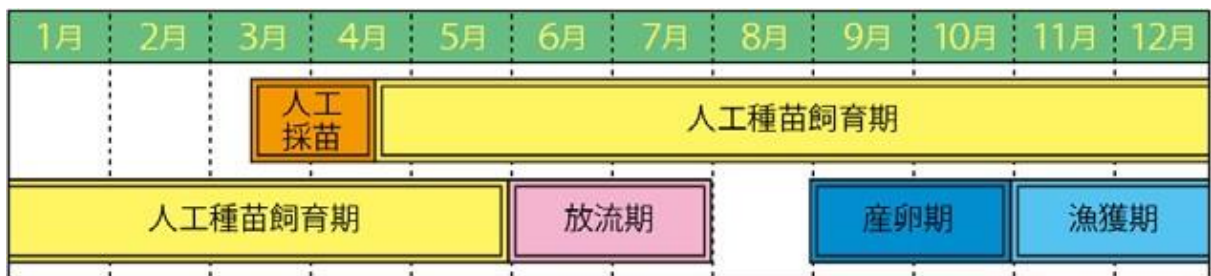 1月 2月 3月 4月 5月 6月 7月 8月 9月 10月 11月 12月
人工
採苗
人工種苗飼育期
人工種苗飼育期 放流期 産卵期 漁獲期